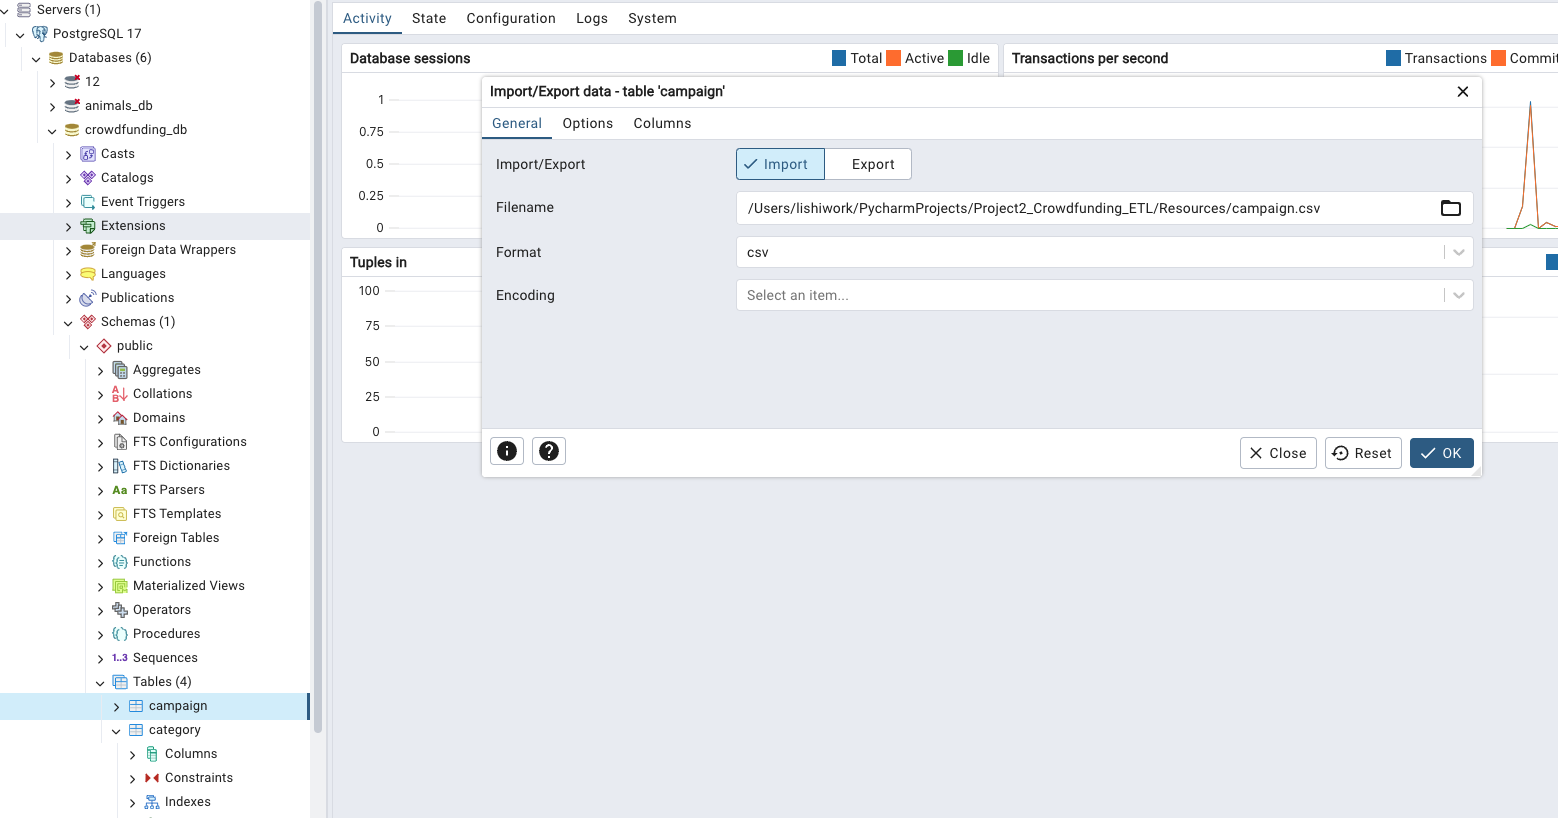 Servers (1)
PostgreSQL 17
Databases (6)
12
animals_db
crowdfunding_db
Casts
Catalogs
Event Triggers
Extensions
Foreign Data Wrappers
Languages
Publications
Schemas (1)
public
Aggregates
Collations
Domains
FTS Configurations
FTS Dictionaries
Aa FTS Parsers
FTS Templates
Foreign Tables
Functions
Materialized Views
Operators
Procedures
1..3 Sequences
Tables (4)
campaign
category
Columns
Constraints
Indexes
Activity State Configuration Logs System
Database sessions Total Active Idle
1
0.75
0.5
0.25
0
Transactions per second Transactions Commit
Tuples in
100
75
50
25
0
Import/Export data - table 'campaign'
General Options Columns
Import/Export Import Export
Filename /Users/lishiwork/PycharmProjects/Project2_Crowdfunding_ETL/Resources/campaign.csv
Format csv
Encoding Select an item...
Close Reset OK